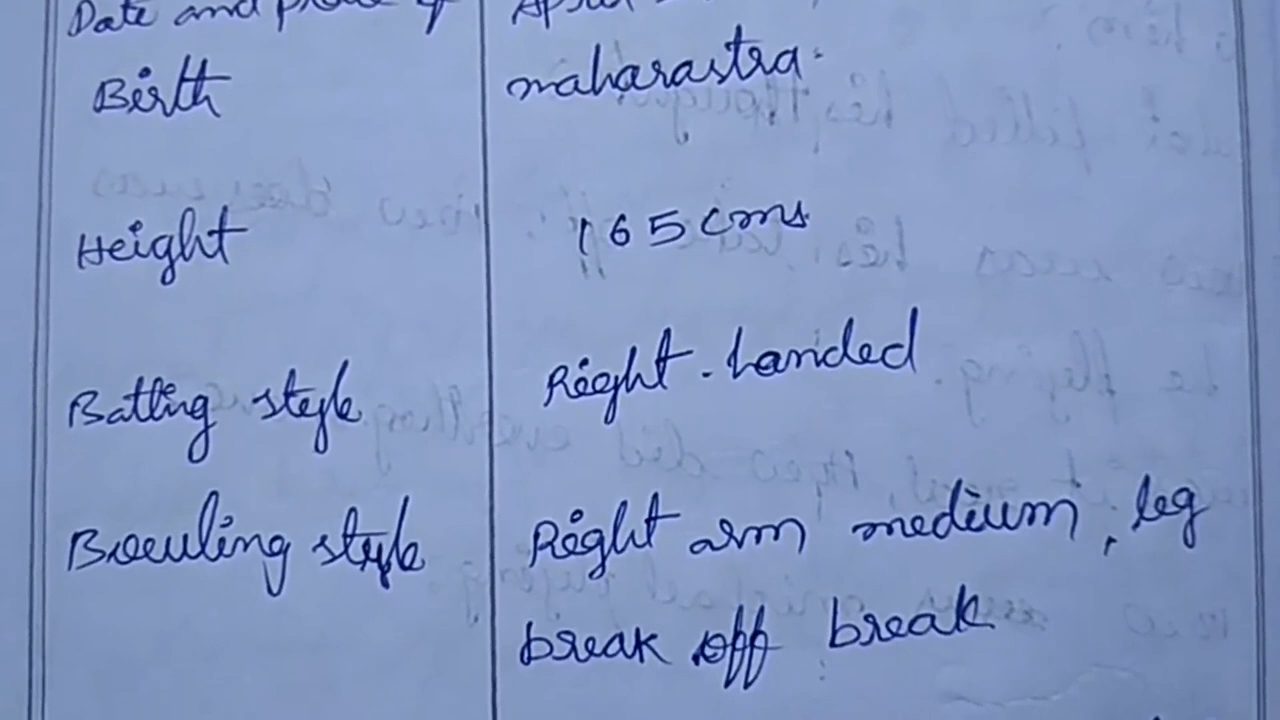 Date and place of April
Birth maharastra.
Height 165 cms
Batting style Right-handed
Bowling style Right arm medium, leg
break off break